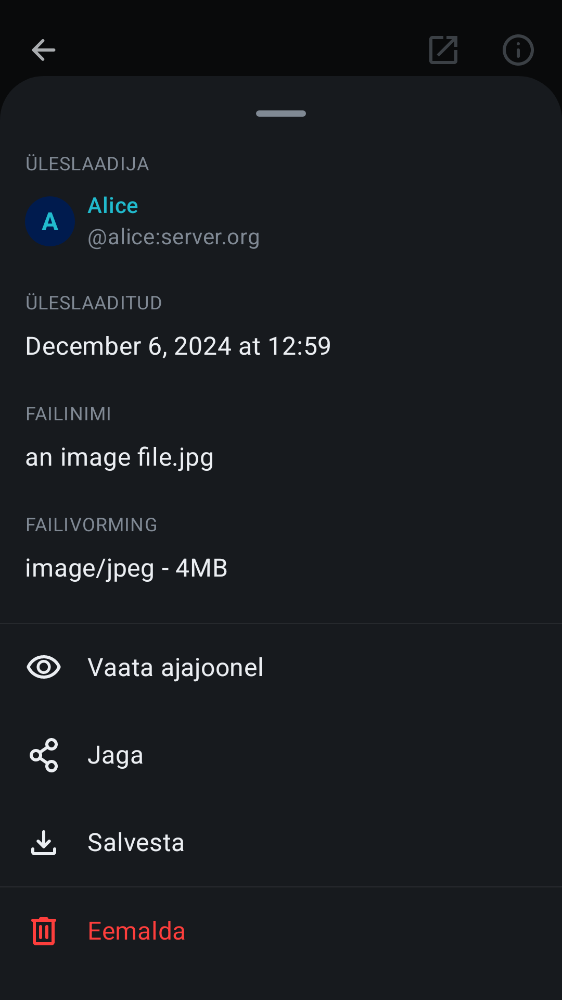 ÜLESLAADIJA
A
Alice
@alice:server.org
ÜLESLAADITUD
December 6, 2024 at 12:59
FAILINIMI
an image file.jpg
FAILIVORMING
image/jpeg - 4MB
Vaata ajajoonel
Jaga
Salvesta
Eemalda